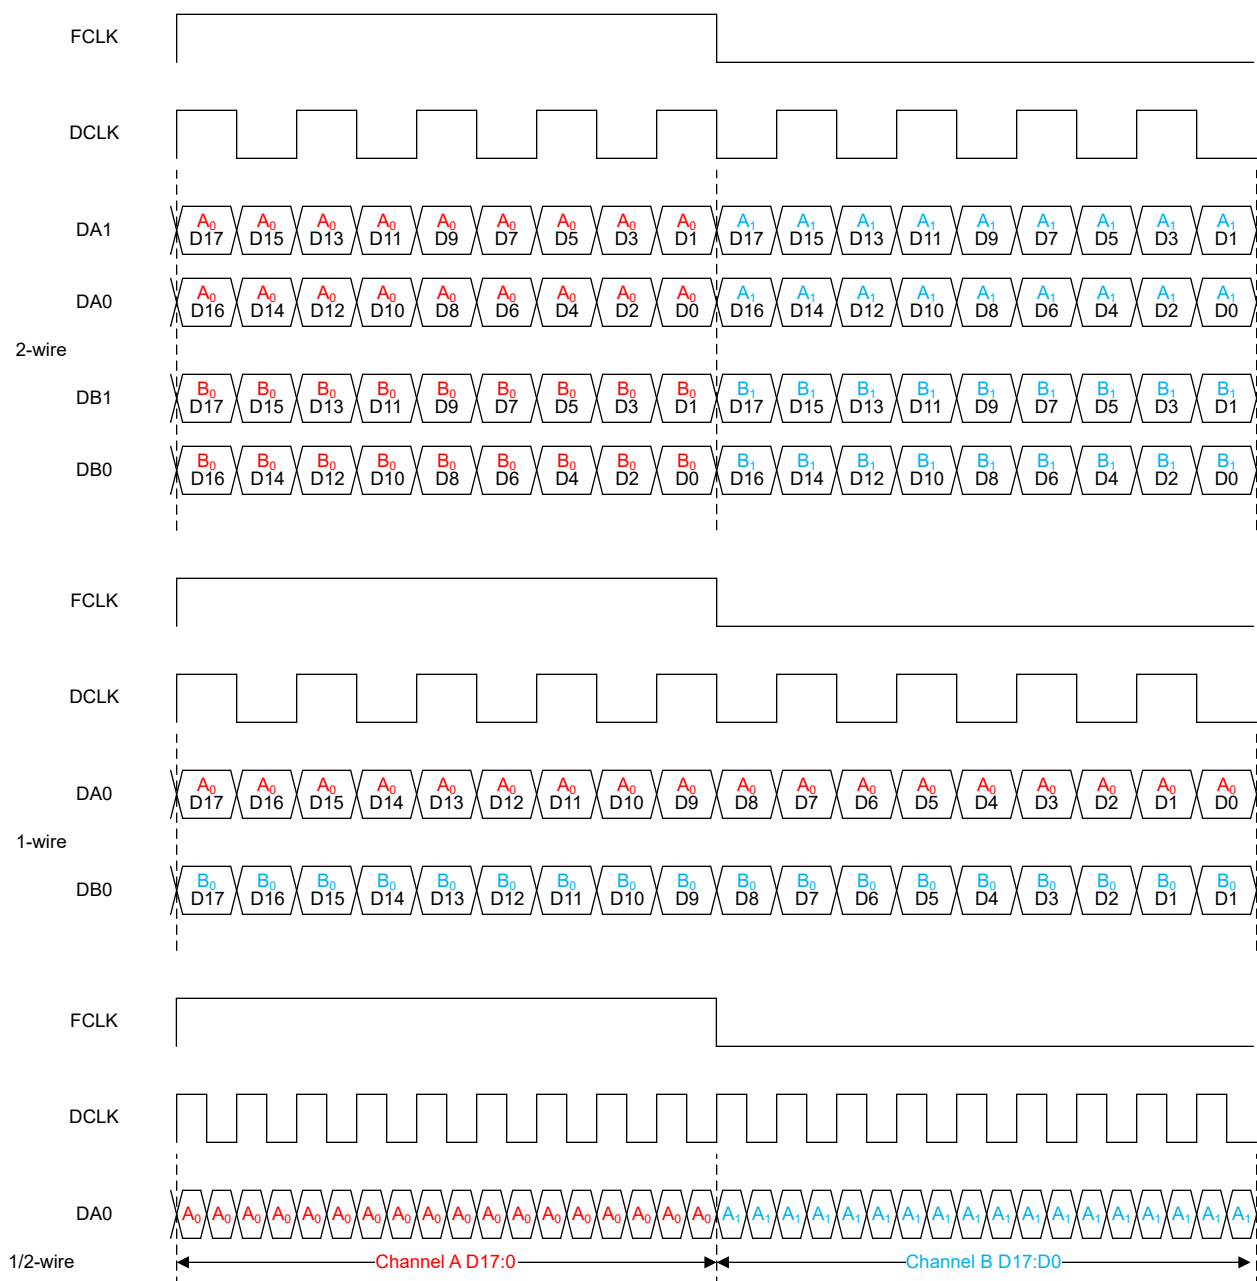 FCLK
DCLK
DA1 A₀ A₀ A₀ A₀ A₀ A₀ A₀ A₀ A₀ A₁ A₁ A₁ A₁ A₁ A₁ A₁ A₁ A₁
D17 D15 D13 D11 D9 D7 D5 D3 D1 D17 D15 D13 D11 D9 D7 D5 D3 D1
DA0 A₀ A₀ A₀ A₀ A₀ A₀ A₀ A₀ A₀ A₁ A₁ A₁ A₁ A₁ A₁ A₁ A₁ A₁
D16 D14 D12 D10 D8 D6 D4 D2 D0 D16 D14 D12 D10 D8 D6 D4 D2 D0
2-wire
DB1 B₀ B₀ B₀ B₀ B₀ B₀ B₀ B₀ B₀ B₁ B₁ B₁ B₁ B₁ B₁ B₁ B₁ B₁
D17 D15 D13 D11 D9 D7 D5 D3 D1 D17 D15 D13 D11 D9 D7 D5 D3 D1
DB0 B₀ B₀ B₀ B₀ B₀ B₀ B₀ B₀ B₀ B₁ B₁ B₁ B₁ B₁ B₁ B₁ B₁ B₁
D16 D14 D12 D10 D8 D6 D4 D2 D0 D16 D14 D12 D10 D8 D6 D4 D2 D0
FCLK
DCLK
DA0 A₀ A₀ A₀ A₀ A₀ A₀ A₀ A₀ A₀ A₀ A₀ A₀ A₀ A₀ A₀ A₀ A₀ A₀
D17 D16 D15 D14 D13 D12 D11 D10 D9 D8 D7 D6 D5 D4 D3 D2 D1 D0
1-wire
DB0 B₀ B₀ B₀ B₀ B₀ B₀ B₀ B₀ B₀ B₀ B₀ B₀ B₀ B₀ B₀ B₀ B₀ B₀
D17 D16 D15 D14 D13 D12 D11 D10 D9 D8 D7 D6 D5 D4 D3 D2 D1 D1
FCLK
DCLK
DA0 A₀ A₀ A₀ A₀ A₀ A₀ A₀ A₀ A₀ A₀ A₀ A₀ A₀ A₀ A₀ A₀ A₀ A₀ A₁ A₁ A₁ A₁ A₁ A₁ A₁ A₁ A₁ A₁ A₁ A₁ A₁ A₁ A₁ A₁ A₁ A₁
1/2-wire Channel A D17:0 Channel B D17:D0